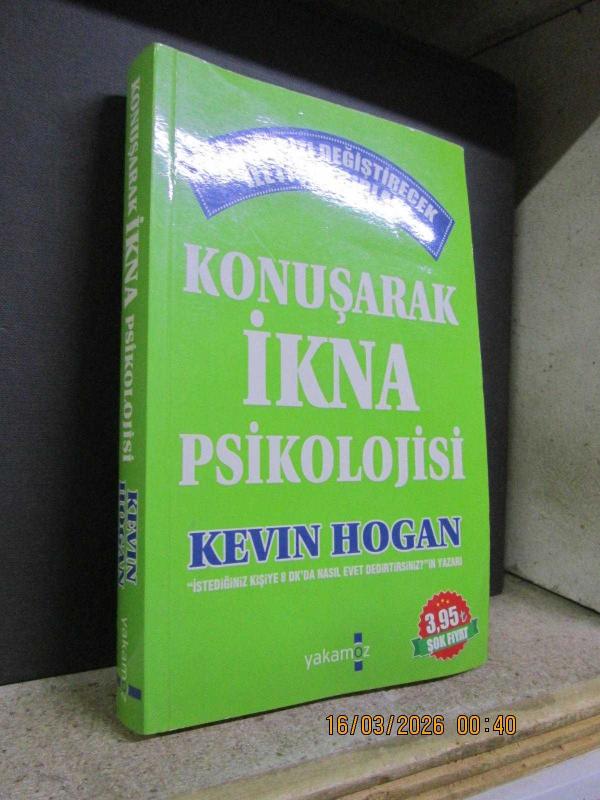 DEĞİŞTİRECEK
KONUŞARAK
İKNA
PSİKOLOJİSİ
KEVIN HOGAN
"İSTEDİĞİNİZ KİŞİYE 8 DK'DA NASIL EVET DEDİRTİRSİNİZ?"İN YAZARI
yakamoz
3,95₺
ŞOK FİYAT
KONUŞARAK İKNA PSİKOLOJİSİ
KEVIN
HOGAN
yakamoz
16/03/2026 00:40